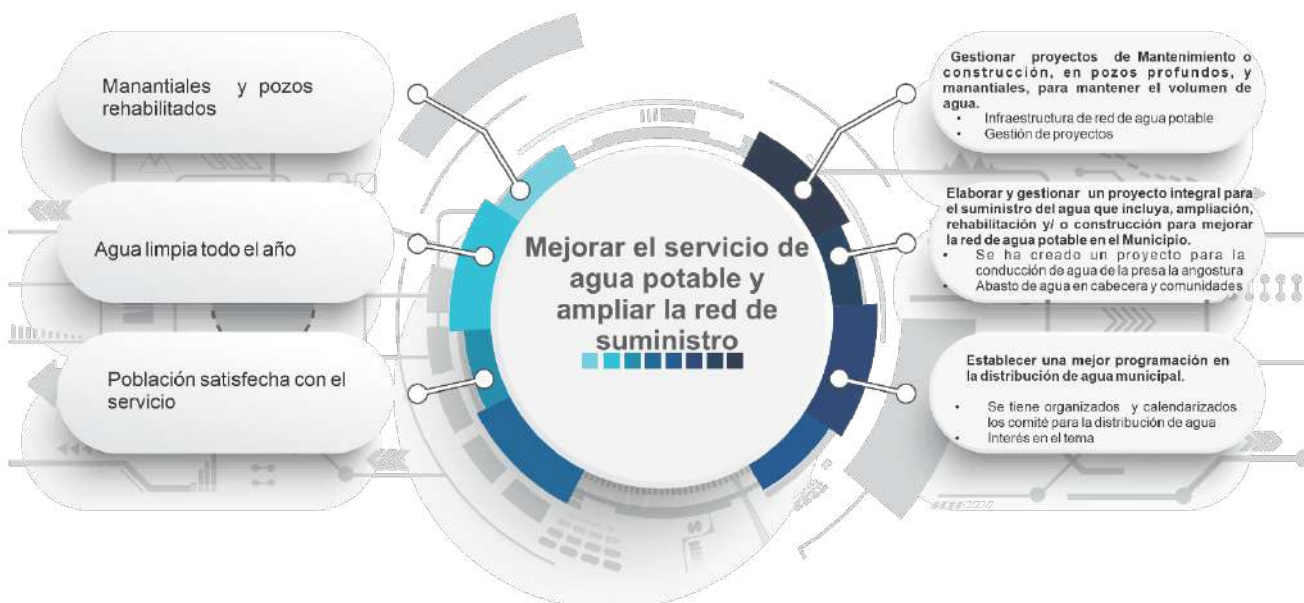 Manantiales y pozos
rehabilitados
Agua limpia todo el año
Población satisfecha con el
servicio
Mejorar el servicio de
agua potable y
ampliar la red de
suministro
Gestionar proyectos de Mantenimiento o
construcción, en pozos profundos, y
manantiales, para mantener el volumen de
agua.
• Infraestructura de red de agua potable
• Gestión de proyectos
Elaborar y gestionar un proyecto integral para
el suministro del agua que incluya, ampliación,
rehabilitación y/ o construcción para mejorar
la red de agua potable en el Municipio.
• Se ha creado un proyecto para la
conducción de agua de la presa la angostura
• Abasto de agua en cabecera y comunidades
Establecer una mejor programación en
la distribución de agua municipal.
• Se tiene organizados y calendarizados
los comité para la distribución de agua
• Interés en el tema